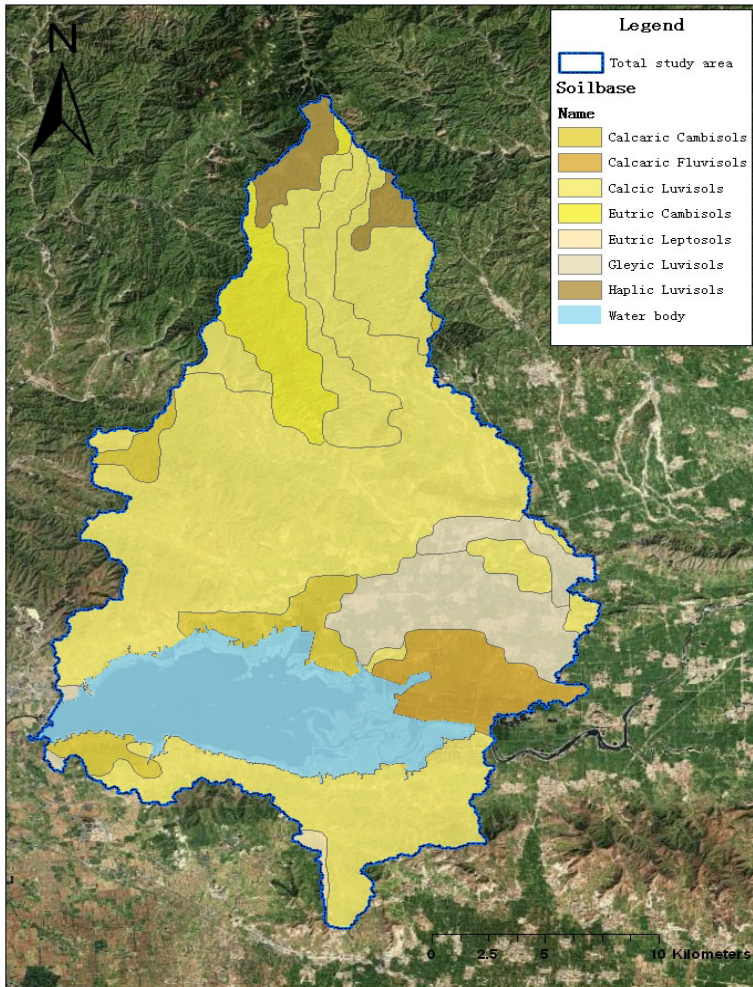 N
Legend
Total study area
Soilbase
Name
Calcaric Cambisols
Calcaric Fluvisols
Calcic Luvisols
Eutric Cambisols
Eutric Leptosols
Gleyic Luvisols
Haplic Luvisols
Water body
0 2.5 5 10 Kilometers